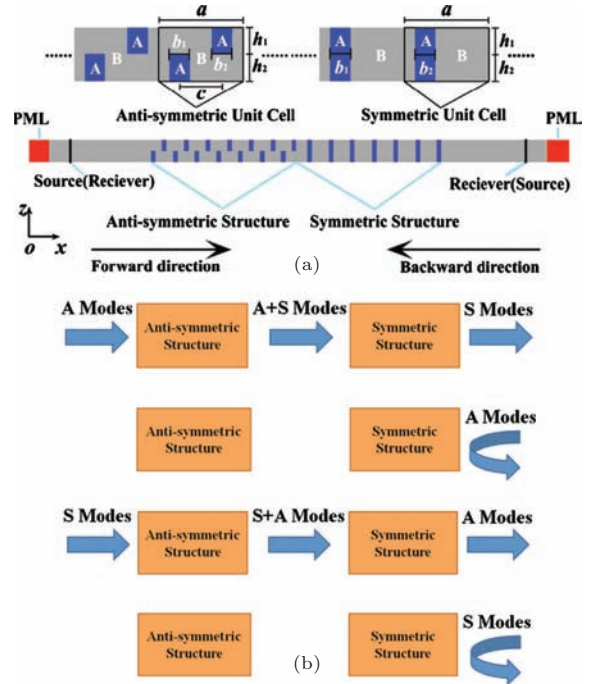 a
a
A
A
B
b₁
A
B
A
b₂
c
h₁
h₂
A
b₁
B
A
b₂
B
h₁
h₂
Anti-symmetric Unit Cell
Symmetric Unit Cell
PML
PML
Source(Reciever)
Reciever(Source)
Anti-symmetric Structure
Symmetric Structure
z
o
x
Forward direction
(a)
Backward direction
A Modes
Anti-symmetric
Structure
A+S Modes
Symmetric
Structure
S Modes
Anti-symmetric
Structure
Symmetric
Structure
A Modes
S Modes
Anti-symmetric
Structure
S+A Modes
Symmetric
Structure
A Modes
Anti-symmetric
Structure
Symmetric
Structure
S Modes
(b)